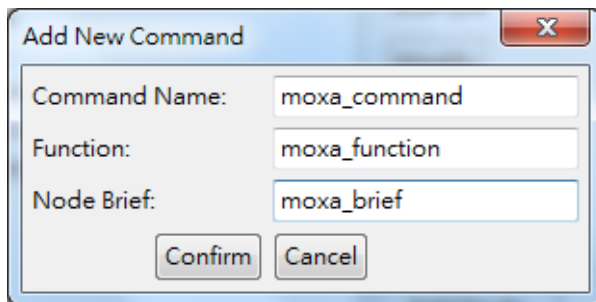 Add New Command
Command Name: moxa_command
Function: moxa_function
Node Brief: moxa_brief
Confirm Cancel